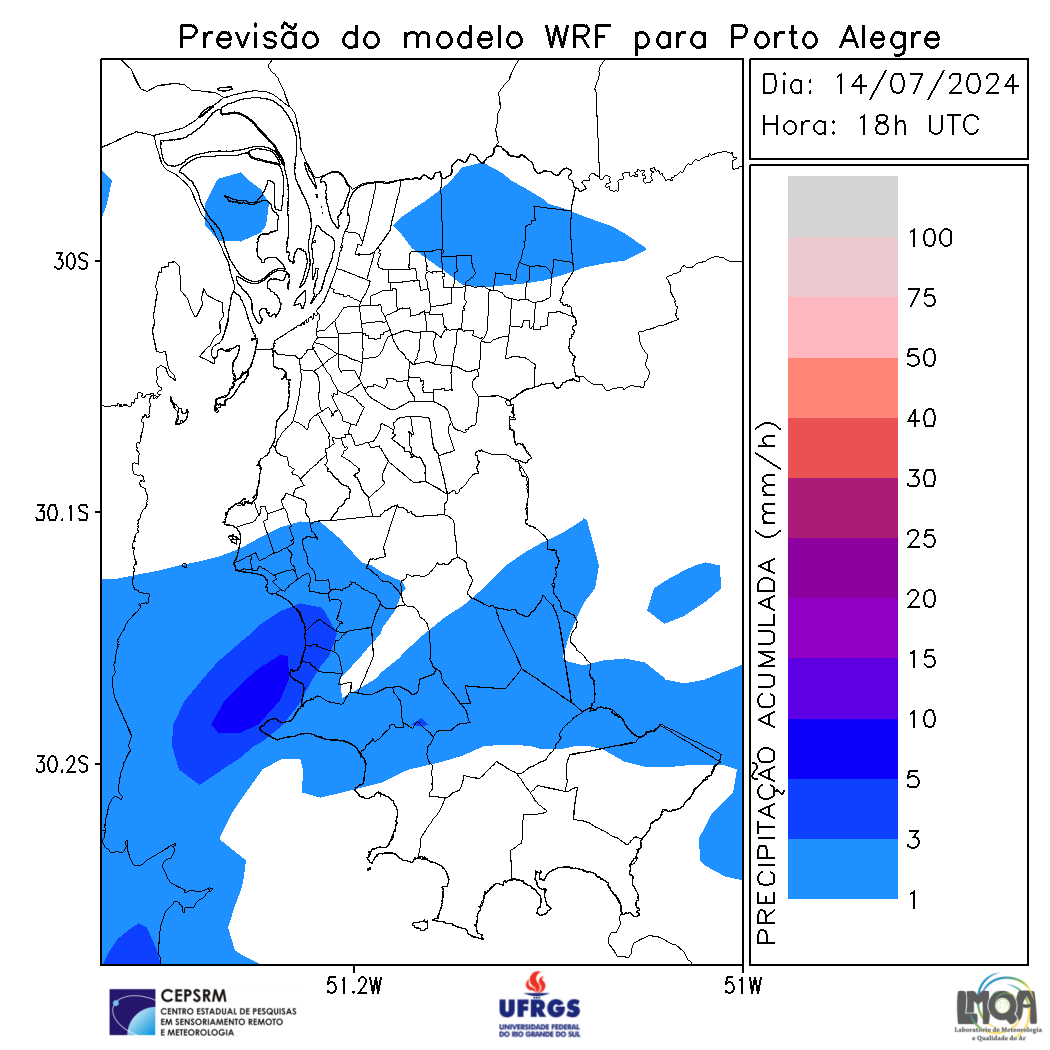 Previsão do modelo WRF para Porto Alegre
Dia: 14/07/2024
Hora: 18h UTC
30S
30.1S
30.2S
51.2W
51W
PRECIPITAÇÃO ACUMULADA (mm/h)
100
75
50
40
30
25
20
15
10
5
3
1
CEPSRM
CENTRO ESTADUAL DE PESQUISAS
EM SENSORIAMENTO REMOTO
E METEOROLOGIA
UFRGS
UNIVERSIDADE FEDERAL
DO RIO GRANDE DO SUL
LMQA
Laboratório de Meteorologia
e Qualidade do Ar